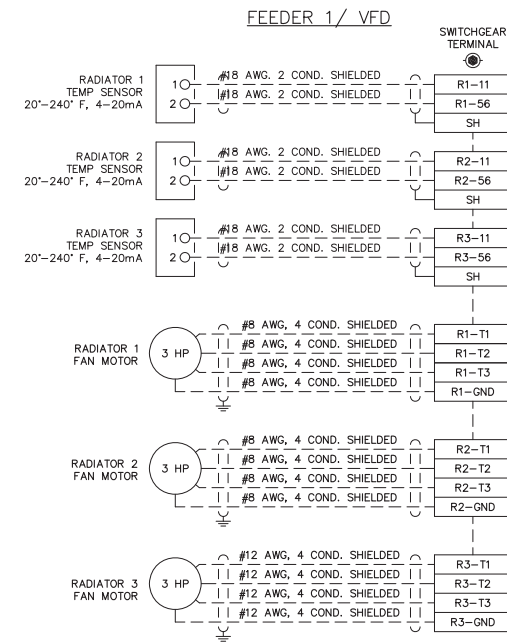 FEEDER 1/ VFD
SWITCHGEAR
TERMINAL
RADIATOR 1
TEMP SENSOR
20°-240° F, 4-20mA
1
2
#18 AWG. 2 COND. SHIELDED
#18 AWG. 2 COND. SHIELDED
R1-11
R1-56
SH
RADIATOR 2
TEMP SENSOR
20°-240° F, 4-20mA
1
2
#18 AWG. 2 COND. SHIELDED
#18 AWG. 2 COND. SHIELDED
R2-11
R2-56
SH
RADIATOR 3
TEMP SENSOR
20°-240° F, 4-20mA
1
2
#18 AWG. 2 COND. SHIELDED
#18 AWG. 2 COND. SHIELDED
R3-11
R3-56
SH
RADIATOR 1
FAN MOTOR
3 HP
#8 AWG, 4 COND. SHIELDED
#8 AWG, 4 COND. SHIELDED
#8 AWG, 4 COND. SHIELDED
#8 AWG, 4 COND. SHIELDED
R1-T1
R1-T2
R1-T3
R1-GND
RADIATOR 2
FAN MOTOR
3 HP
#8 AWG, 4 COND. SHIELDED
#8 AWG, 4 COND. SHIELDED
#8 AWG, 4 COND. SHIELDED
#8 AWG, 4 COND. SHIELDED
R2-T1
R2-T2
R2-T3
R2-GND
RADIATOR 3
FAN MOTOR
3 HP
#12 AWG, 4 COND. SHIELDED
#12 AWG, 4 COND. SHIELDED
#12 AWG, 4 COND. SHIELDED
#12 AWG, 4 COND. SHIELDED
R3-T1
R3-T2
R3-T3
R3-GND